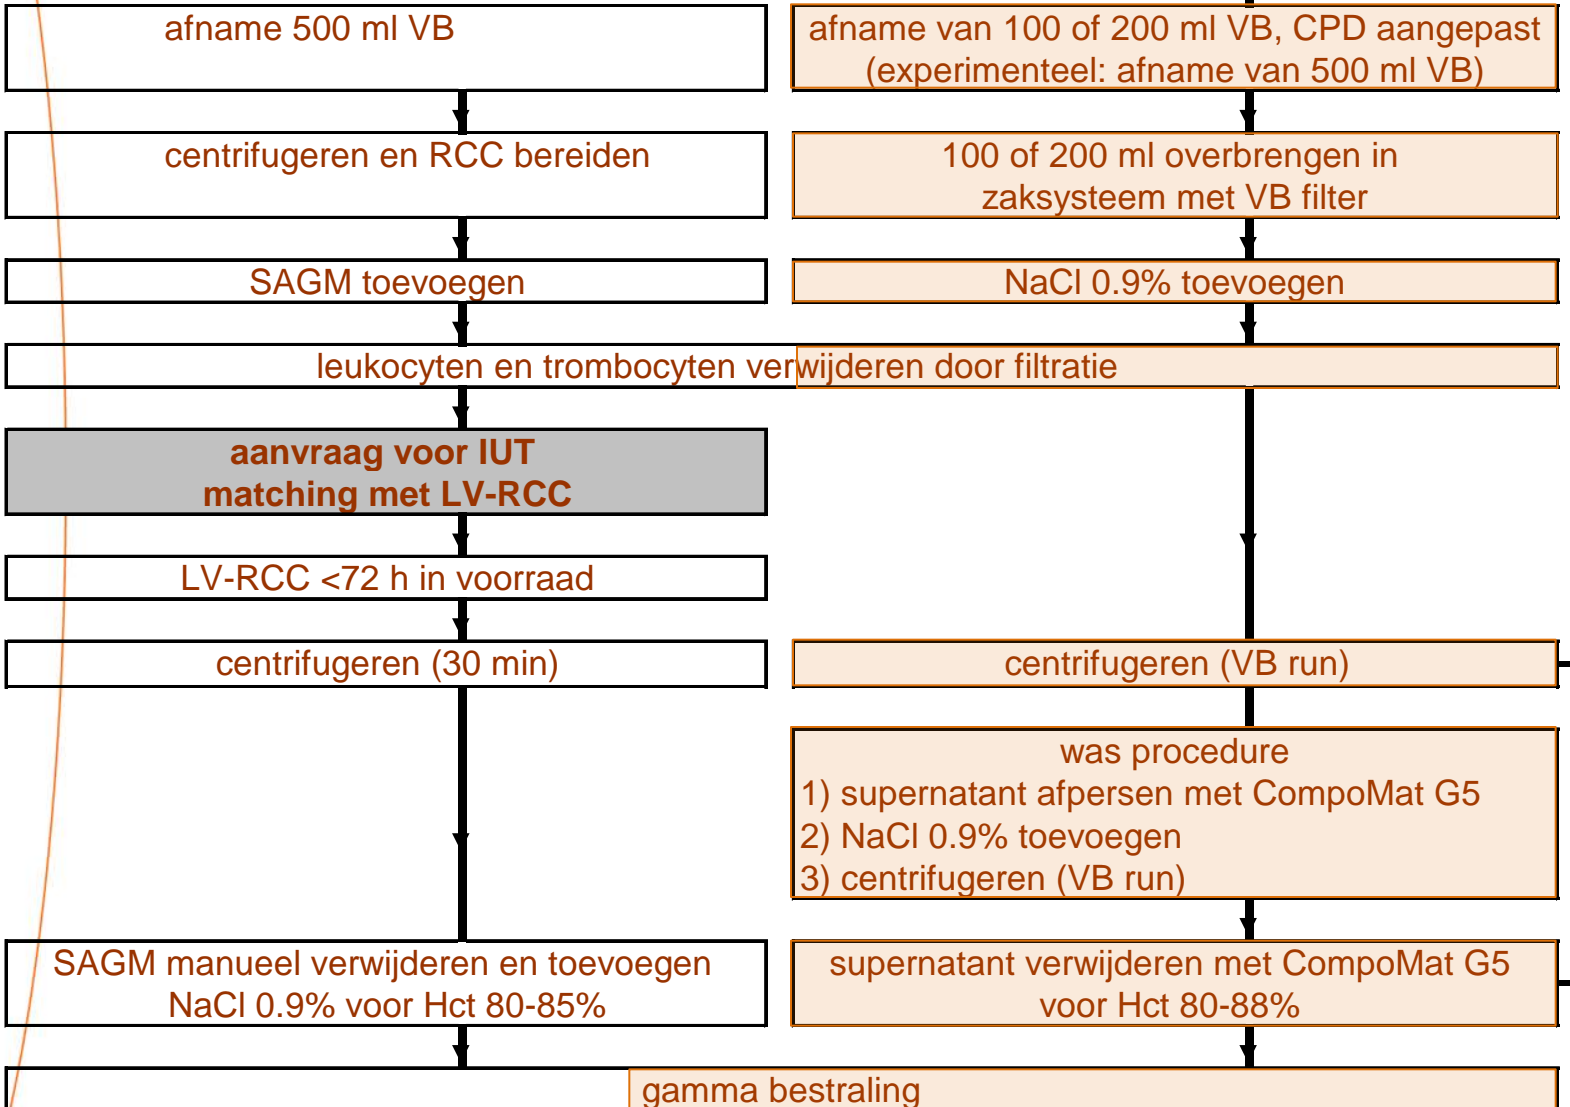 afname 500 ml VB
afname van 100 of 200 ml VB, CPD aangepast
(experimenteel: afname van 500 ml VB)
centrifugeren en RCC bereiden
100 of 200 ml overbrengen in
zaksysteem met VB filter
SAGM toevoegen
NaCl 0.9% toevoegen
leukocyten en trombocyten verwijderen door filtratie
aanvraag voor IUT
matching met LV-RCC
LV-RCC <72 h in voorraad
centrifugeren (30 min)
centrifugeren (VB run)
was procedure
1) supernatant afpersen met CompoMat G5
2) NaCl 0.9% toevoegen
3) centrifugeren (VB run)
SAGM manueel verwijderen en toevoegen
NaCl 0.9% voor Hct 80-85%
supernatant verwijderen met CompoMat G5
voor Hct 80-88%
gamma bestraling